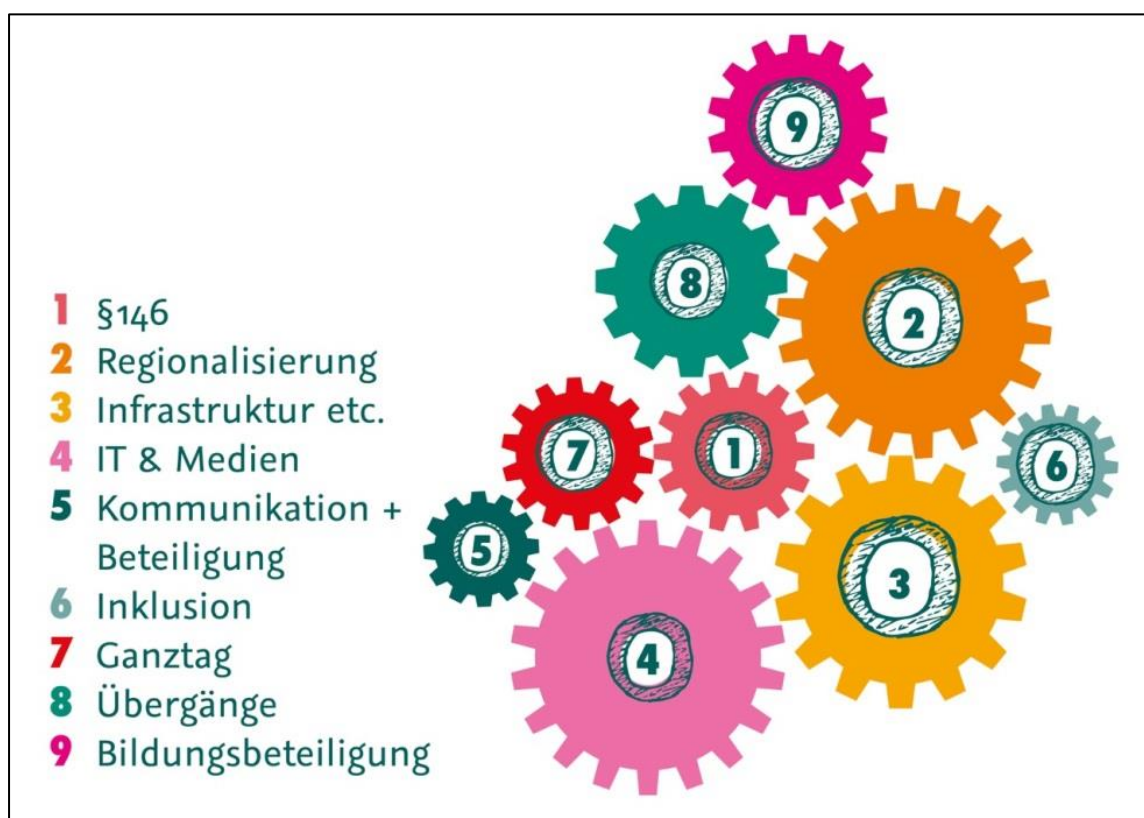 1 §146
2 Regionalisierung
3 Infrastruktur etc.
4 IT & Medien
5 Kommunikation +
Beteiligung
6 Inklusion
7 Ganztag
8 Übergänge
9 Bildungsbeteiligung
9
8
2
7
1
6
5
3
4